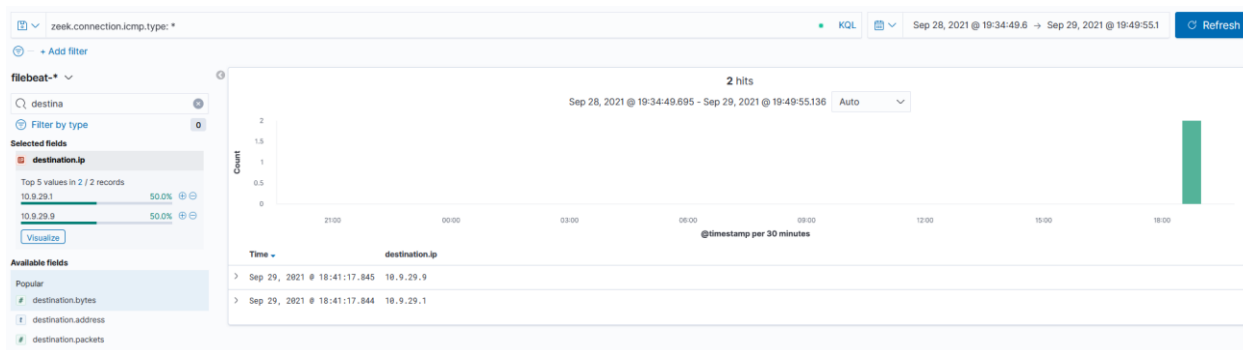 zeek.connection.icmp.type: *
KQL
Sep 28, 2021 @ 19:34:49.6 → Sep 29, 2021 @ 19:49:55.1
Refresh
+ Add filter
filebeat-*
destina
Filter by type 0
Selected fields
destination.ip
Top 5 values in 2 / 2 records
10.9.29.1 50.0%
10.9.29.9 50.0%
Visualize
Available fields
Popular
# destination.bytes
t destination.address
# destination.packets
2 hits
Sep 28, 2021 @ 19:34:49.695 - Sep 29, 2021 @ 19:49:55.136 Auto
Count
2
1.5
1
0.5
0
21:00 00:00 03:00 06:00 09:00 12:00 15:00 18:00
@timestamp per 30 minutes
Time destination.ip
> Sep 29, 2021 @ 18:41:17.845 10.9.29.9
> Sep 29, 2021 @ 18:41:17.844 10.9.29.1